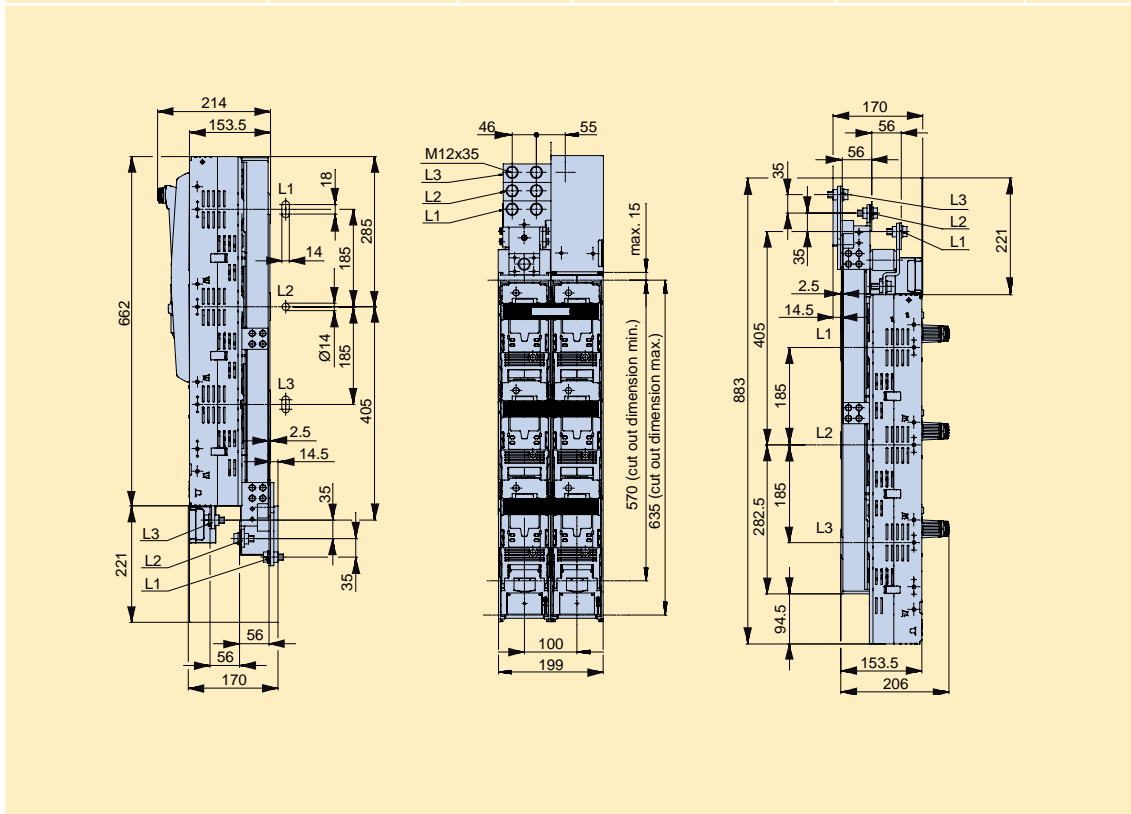 214
153.5
662
L1
18
14
285
185
L2
Ø14
185
L3
405
2.5
14.5
35
L3
L2
L1
35
221
56
56
170
46
55
M12x35
L3
L2
L1
max. 15
570 (cut out dimension min.)
635 (cut out dimension max.)
100
199
170
56
56
35
L3
L2
L1
35
221
2.5
14.5
L1
405
883
185
L2
185
282.5
L3
94.5
153.5
206